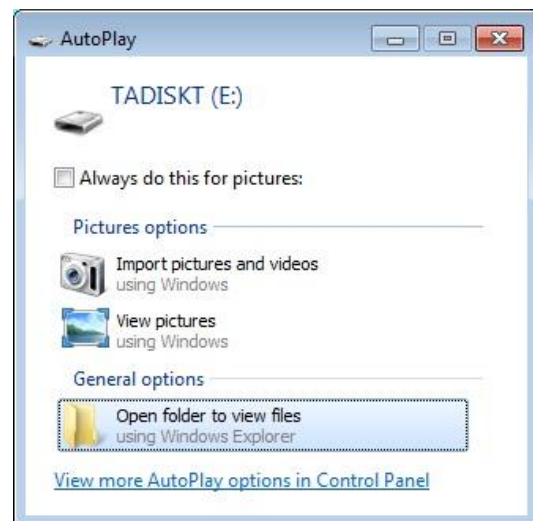 AutoPlay
TADISKT (E:)
Always do this for pictures:
Pictures options
Import pictures and videos
using Windows
View pictures
using Windows
General options
Open folder to view files
using Windows Explorer
View more AutoPlay options in Control Panel